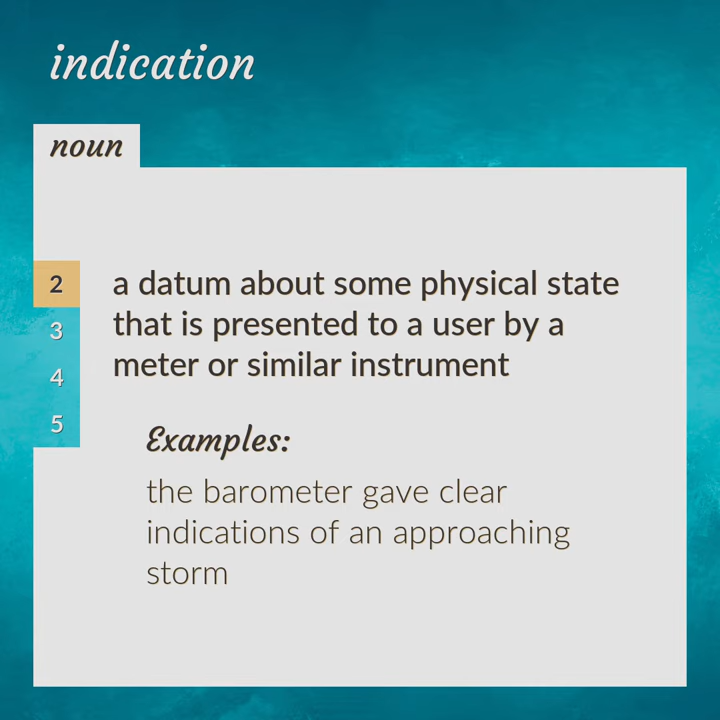 indication
noun
2
3
4
5
a datum about some physical state
that is presented to a user by a
meter or similar instrument
Examples:
the barometer gave clear
indications of an approaching
storm